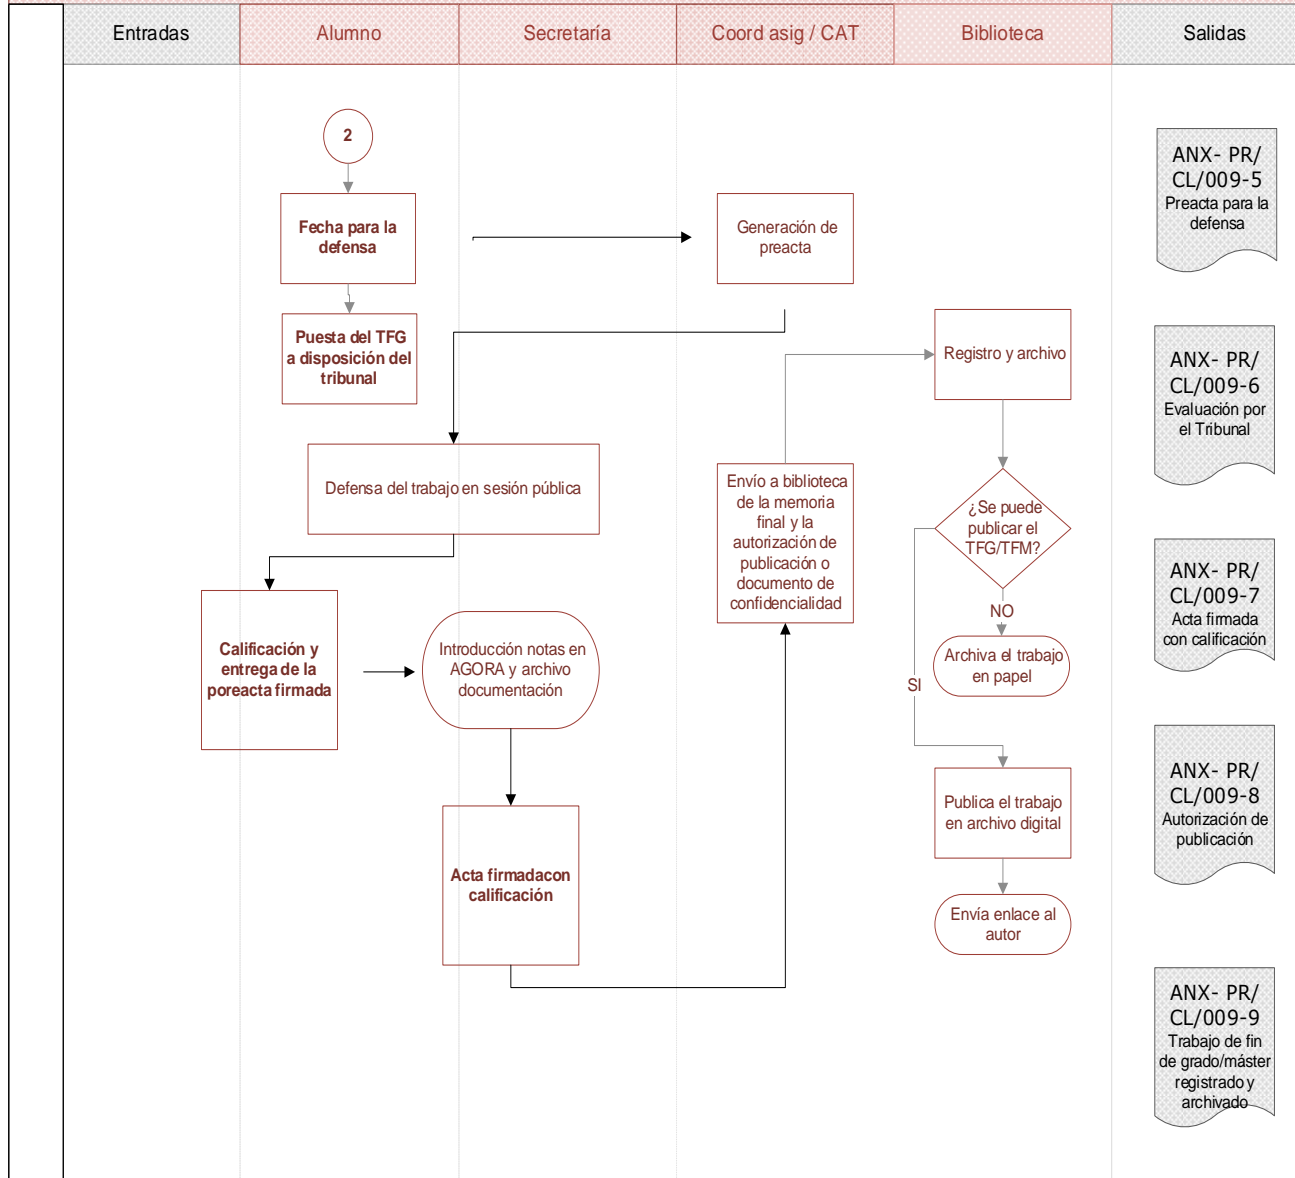 Entradas
Alumno
Secretaría
Coord asig / CAT
Biblioteca
Salidas
2
Fecha para la
defensa
Generación de
preacta
ANX- PR/
CL/009-5
Preacta para la
defensa
Puesta del TFG
a disposición del
tribunal
Registro y archivo
ANX- PR/
CL/009-6
Evaluación por
el Tribunal
Defensa del trabajo en sesión pública
Envío a biblioteca
de la memoria
final y la
autorización de
publicación o
documento de
confidencialidad
¿Se puede
publicar el
TFG/TFM?
NO
SI
Archiva el trabajo
en papel
ANX- PR/
CL/009-7
Acta firmada
con calificación
Calificación y
entrega de la
poreacta firmada
Introducción notas en
AGORA y archivo
documentación
Acta firmadacon
calificación
Publica el trabajo
en archivo digital
Envía enlace al
autor
ANX- PR/
CL/009-8
Autorización de
publicación
ANX- PR/
CL/009-9
Trabajo de fin
de grado/máster
registrado y
archivado